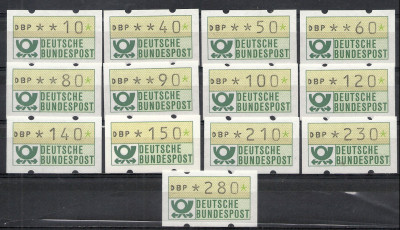 DBP **10*
DEUTSCHE
BUNDESPOST
DBP **40*
DEUTSCHE
BUNDESPOST
DBP **50*
DEUTSCHE
BUNDESPOST
DBP **60*
DEUTSCHE
BUNDESPOST
DBP **80*
DEUTSCHE
BUNDESPOST
DBP **90*
DEUTSCHE
BUNDESPOST
DBP *100*
DEUTSCHE
BUNDESPOST
DBP *120*
DEUTSCHE
BUNDESPOST
DBP *140*
DEUTSCHE
BUNDESPOST
DBP *150*
DEUTSCHE
BUNDESPOST
DBP *210*
DEUTSCHE
BUNDESPOST
DBP *230*
DEUTSCHE
BUNDESPOST
DBP *280*
DEUTSCHE
BUNDESPOST